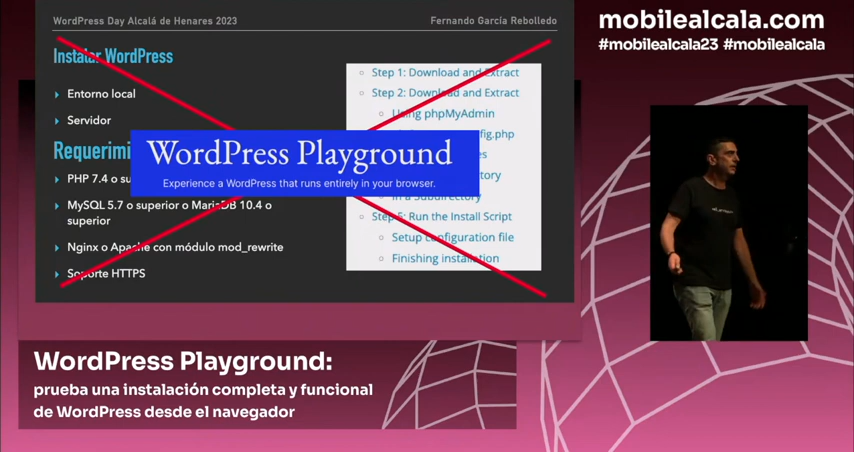 WordPress Day Alcalá de Henares 2023
Fernando García Rebolledo
Instalar WordPress
Entorno local
Servidor
MySQL 5.7 o superior o MariaDB 10.4 o
superior
Nginx o Apache con módulo mod_rewrite
Soporte HTTPS
Step 1: Download and Extract
Step 2: Download and Extract
Using phpMyAdmin
WordPress Playground
Experience a WordPress that runs entirely in your browser.
Step 5: Run the Install Script
Setup configuration file
Finishing installation
mobilealcala.com
#mobilealcala23 #mobilealcala
WordPress Playground:
prueba una instalación completa y funcional
de WordPress desde el navegador